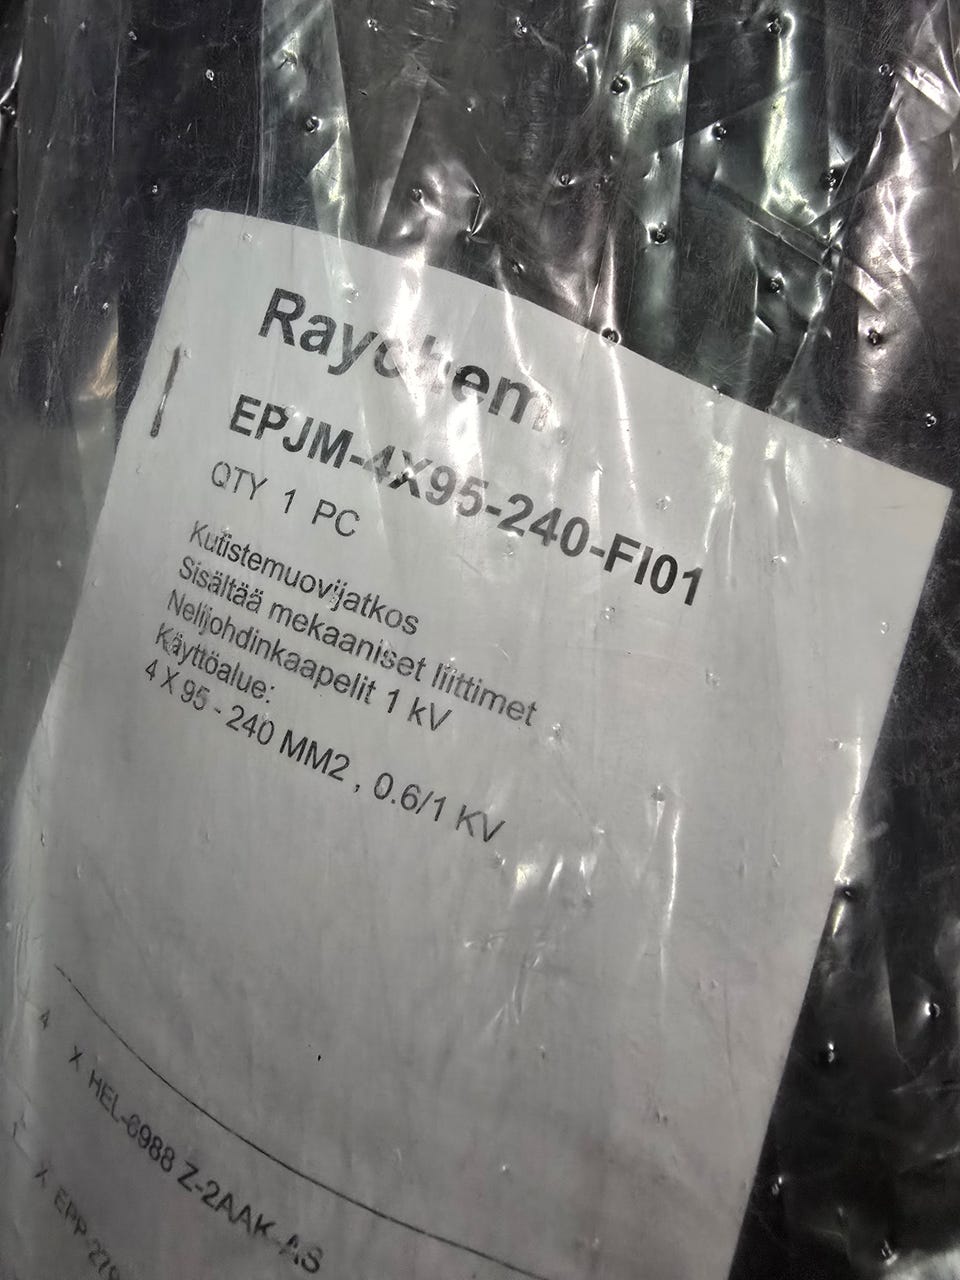 Raychem
EPJM-4X95-240-FI01
QTY 1 PC
Kutistemuovijatkos
Sisältää mekaaniset liittimet
Nelijohdinkaapelit 1 kV
Käyttöalue:
4 X 95 - 240 MM2 , 0.6/1 KV
4 X HEL-6988 Z-2AAK-AS
1 X